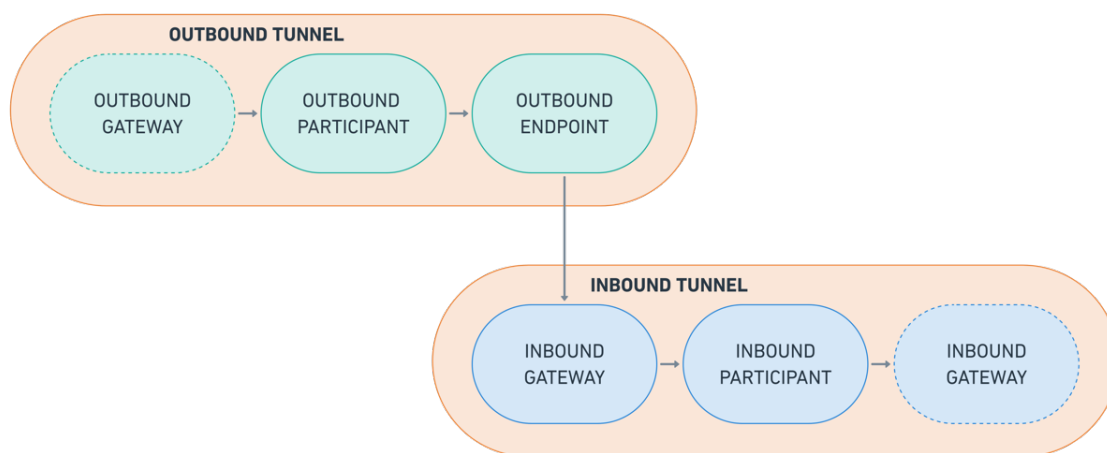 OUTBOUND TUNNEL
OUTBOUND
GATEWAY
OUTBOUND
PARTICIPANT
OUTBOUND
ENDPOINT
INBOUND TUNNEL
INBOUND
GATEWAY
INBOUND
PARTICIPANT
INBOUND
GATEWAY